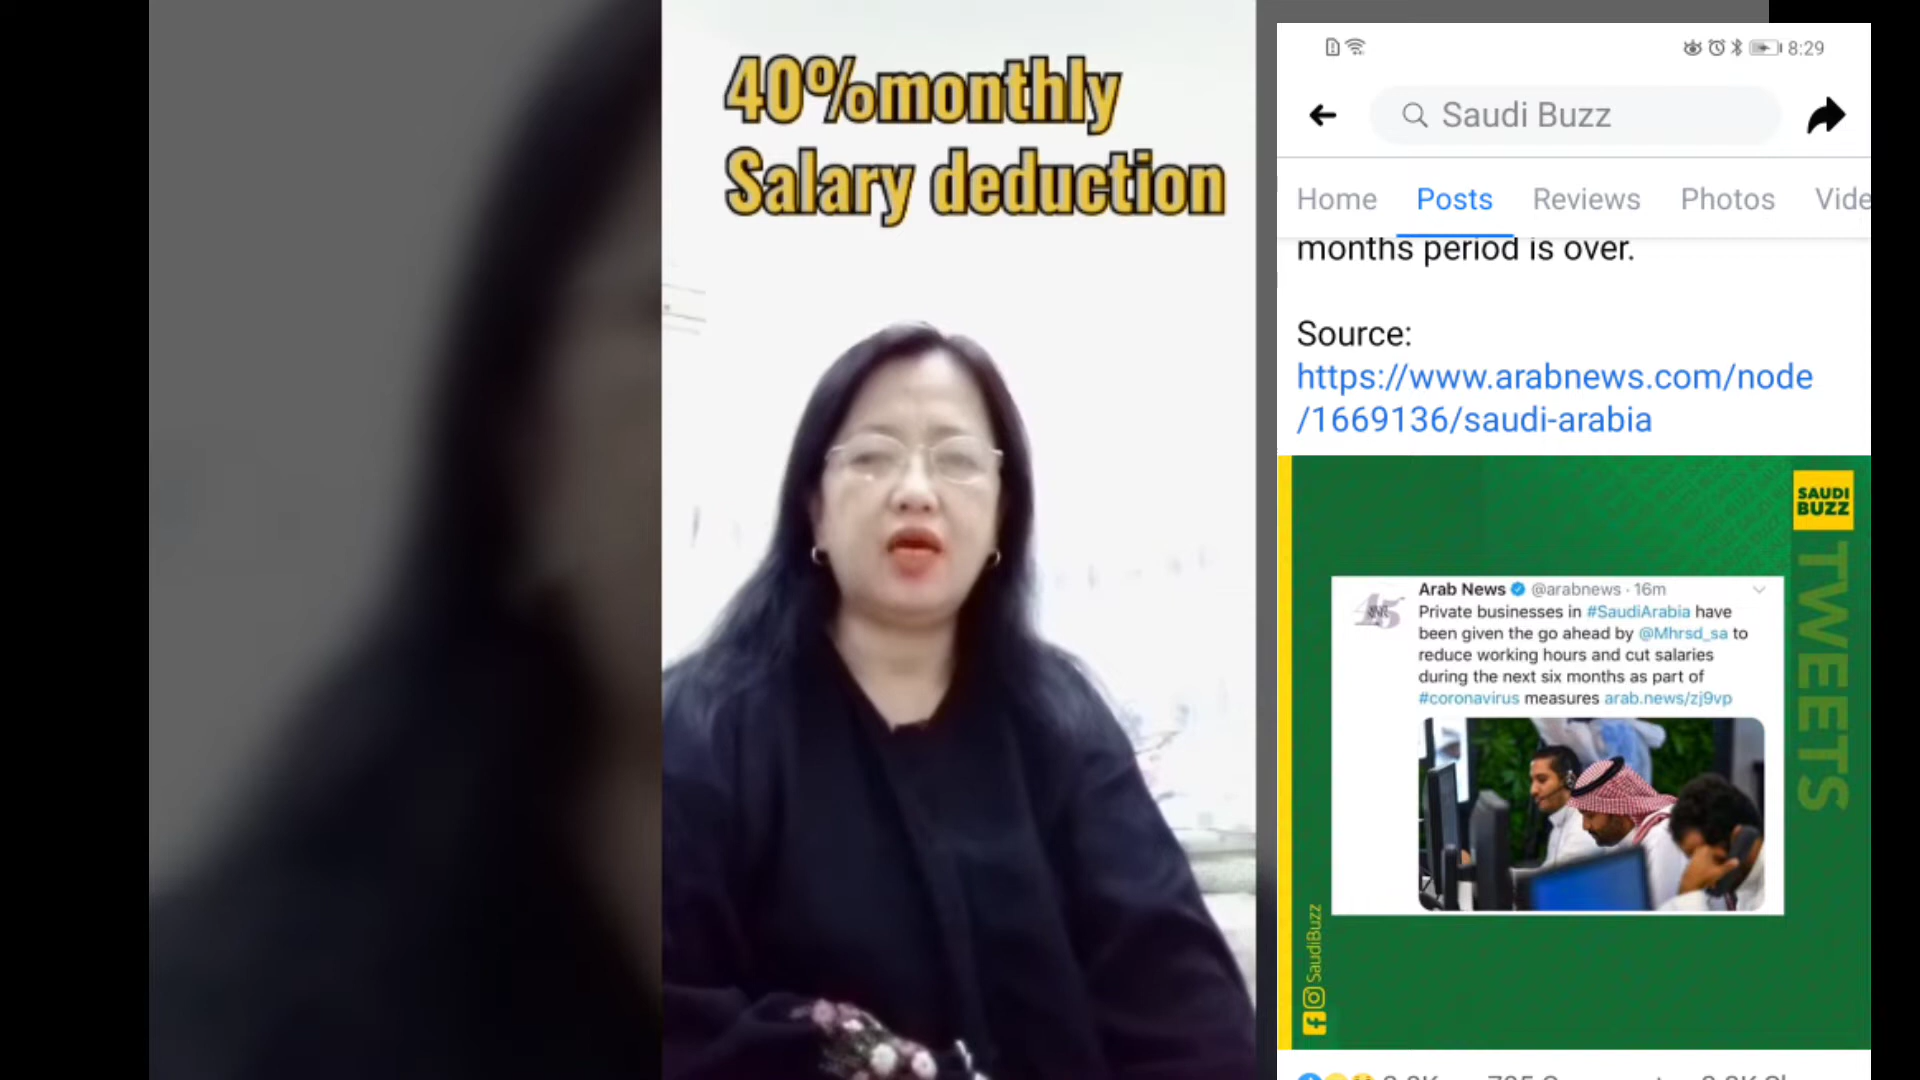 40%monthly
Salary deduction
8:29
Saudi Buzz
Home Posts Reviews Photos Vide
months period is over.
Source:
https://www.arabnews.com/node
/1669136/saudi-arabia
SAUDI
BUZZ
TWEETS
Arab News @arabnews · 16m
Private businesses in #SaudiArabia have
been given the go ahead by @Mhrsd_sa to
reduce working hours and cut salaries
during the next six months as part of
#coronavirus measures arab.news/zj9vp
SaudiBuzz